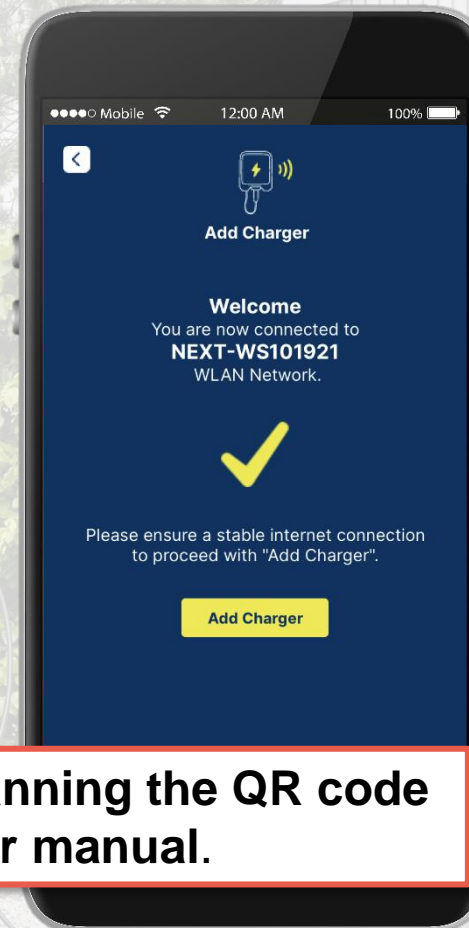 Mobile 12:00 AM 100%
Add Charger
Welcome
You are now connected to
NEXT-WS101921
WLAN Network.
Please ensure a stable internet connection
to proceed with "Add Charger".
Add Charger
the QR code
manual.